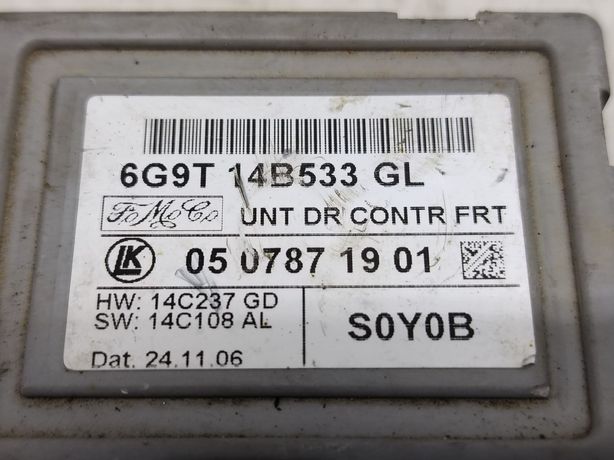 6G9T 14B533 GL
FoMoCo UNT DR CONTR FRT
LK 05 0787 19 01
HW: 14C237 GD
SW: 14C108 AL
S0Y0B
Dat. 24.11.06